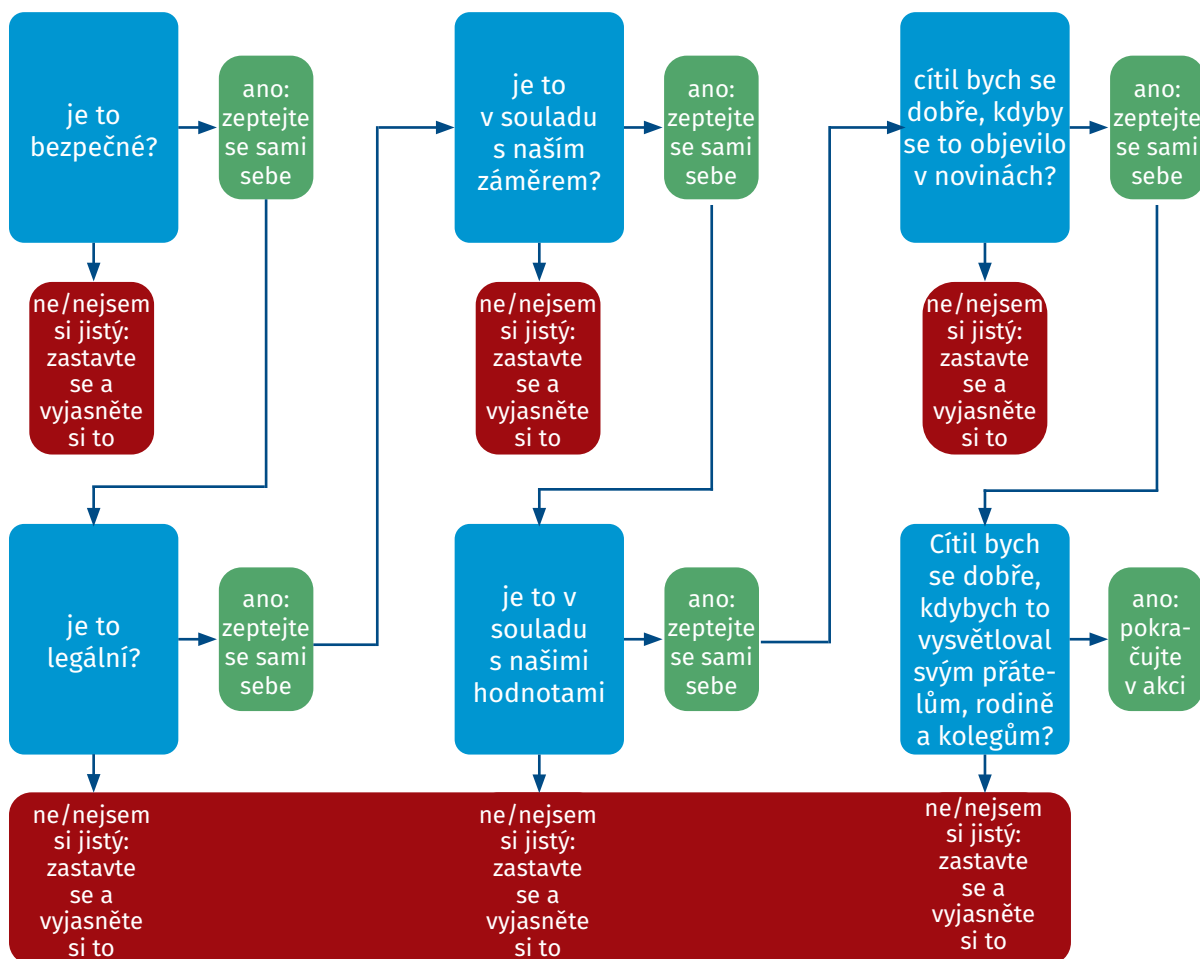 je to
bezpečné?
ano:
zeptejte
se sami
sebe
ne/nejsem
si jistý:
zastavte
se a
vyjasněte
si to
je to
legální?
ano:
zeptejte
se sami
sebe
ne/nejsem
si jistý:
zastavte
se a
vyjasněte
si to
je to
v souladu
s naším
záměrem?
ano:
zeptejte
se sami
sebe
ne/nejsem
si jistý:
zastavte
se a
vyjasněte
si to
je to v
souladu
s našimi
hodnotami
ano:
zeptejte
se sami
sebe
ne/nejsem
si jistý:
zastavte
se a
vyjasněte
si to
cítil bych se
dobře, kdyby
se to objevilo
v novinách?
ano:
zeptejte
se sami
sebe
ne/nejsem
si jistý:
zastavte
se a
vyjasněte
si to
Cítil bych
se dobře,
kdybych to
vysvětloval
svým přáte-
lům, rodině
a kolegům?
ano:
pokra-
čujte
v akci
ne/nejsem
si jistý:
zastavte
se a
vyjasněte
si to